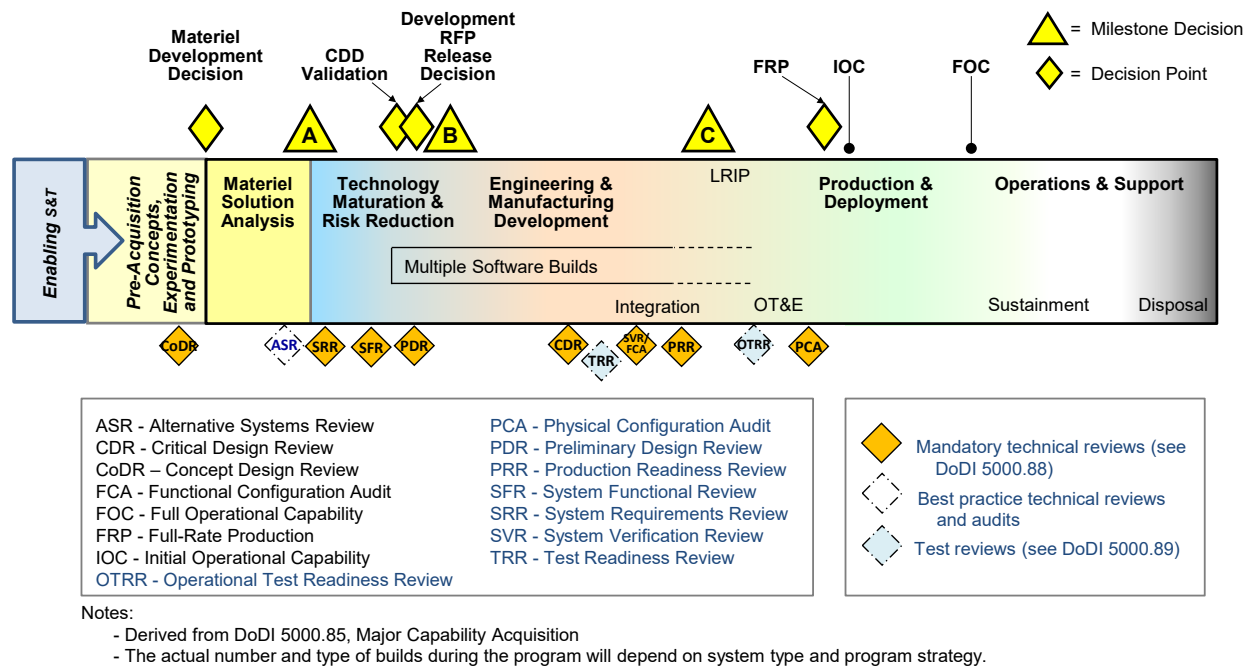 Materiel
Development
Decision
CDD
Validation
Development
RFP
Release
Decision
FRP
IOC
FOC
= Milestone Decision
= Decision Point
A
B
C
Enabling S&T
Pre-Acquisition
Concepts,
Experimentation
and Prototyping
Materiel
Solution
Analysis
Technology
Maturation &
Risk Reduction
Engineering &
Manufacturing
Development
LRIP
Production &
Deployment
Operations & Support
Multiple Software Builds
Integration
OT&E
Sustainment
Disposal
CoDR
ASR
SRR
SFR
PDR
CDR
TRR
SVR/
FCA
PRR
OTRR
PCA
ASR - Alternative Systems Review
CDR - Critical Design Review
CoDR – Concept Design Review
FCA - Functional Configuration Audit
FOC - Full Operational Capability
FRP - Full-Rate Production
IOC - Initial Operational Capability
OTRR - Operational Test Readiness Review
PCA - Physical Configuration Audit
PDR - Preliminary Design Review
PRR - Production Readiness Review
SFR - System Functional Review
SRR - System Requirements Review
SVR - System Verification Review
TRR - Test Readiness Review
Mandatory technical reviews (see
DoDI 5000.88)
Best practice technical reviews
and audits
Test reviews (see DoDI 5000.89)
Notes:
- Derived from DoDI 5000.85, Major Capability Acquisition
- The actual number and type of builds during the program will depend on system type and program strategy.